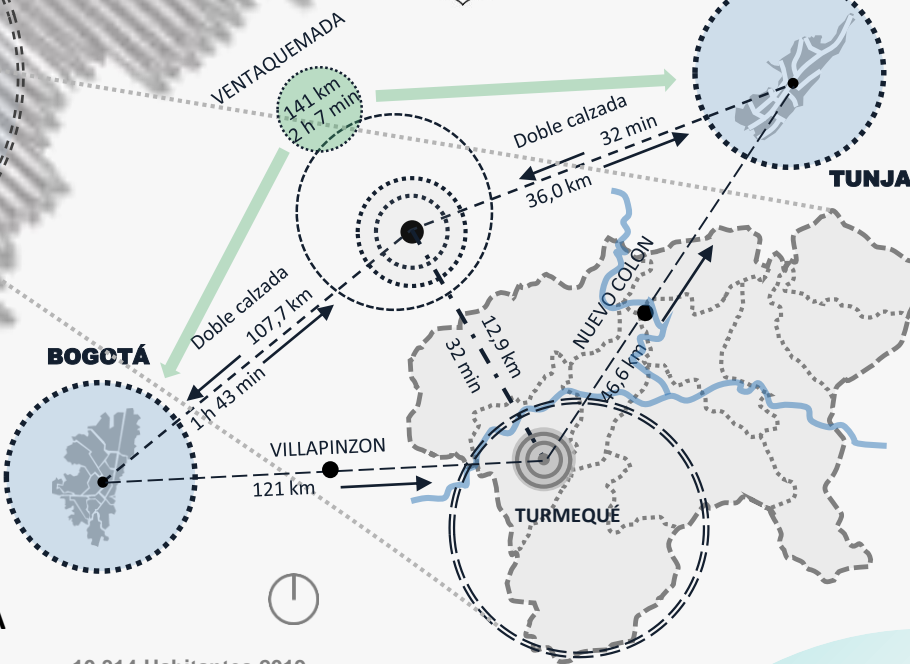 VENTAQUEMADA
141 km
2 h 7 min
Doble calzada
32 min
36,0 km
TUNJA
NUEVO COLÓN
Doble calzada
107,7 km
1 h 43 min
12,9 km
32 min
46,6 km
BOGOTÁ
VILLAPINZON
121 km
TURMEQUÉ